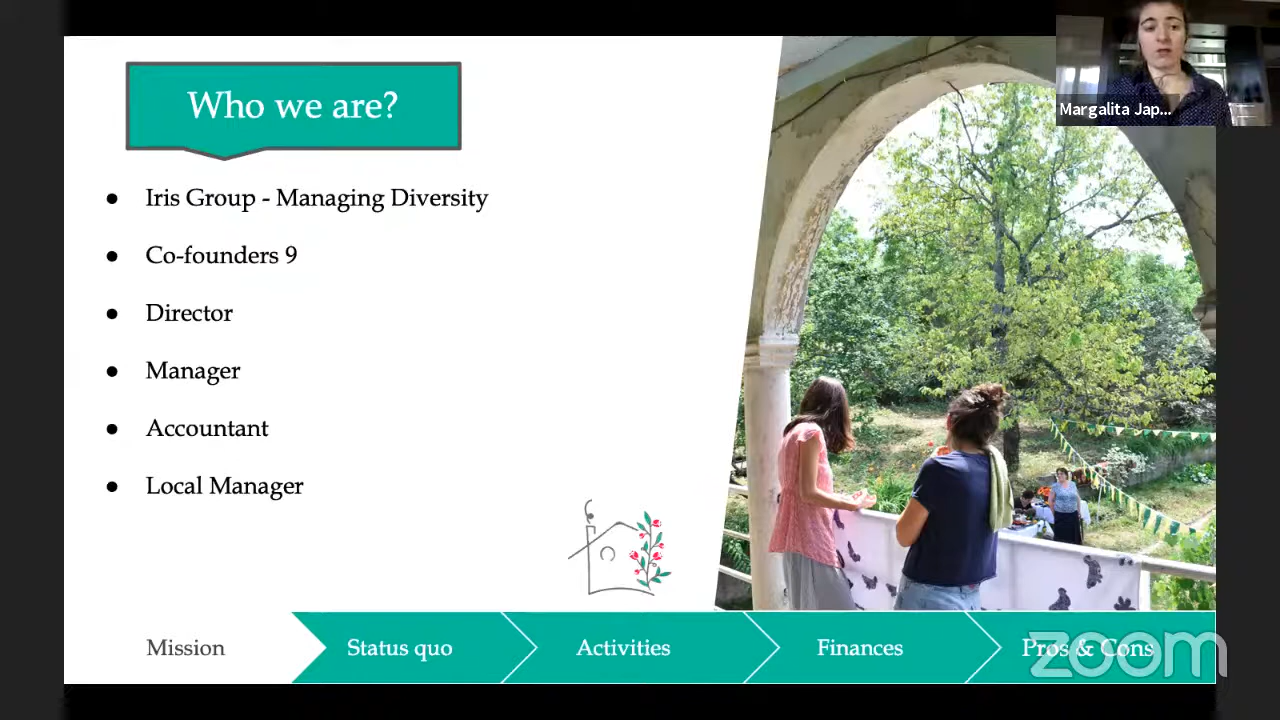 Who we are?
Margalita Jap...
● Iris Group - Managing Diversity
● Co-founders 9
● Director
● Manager
● Accountant
● Local Manager
Mission
Status quo
Activities
Finances
Pros & Cons
zoom